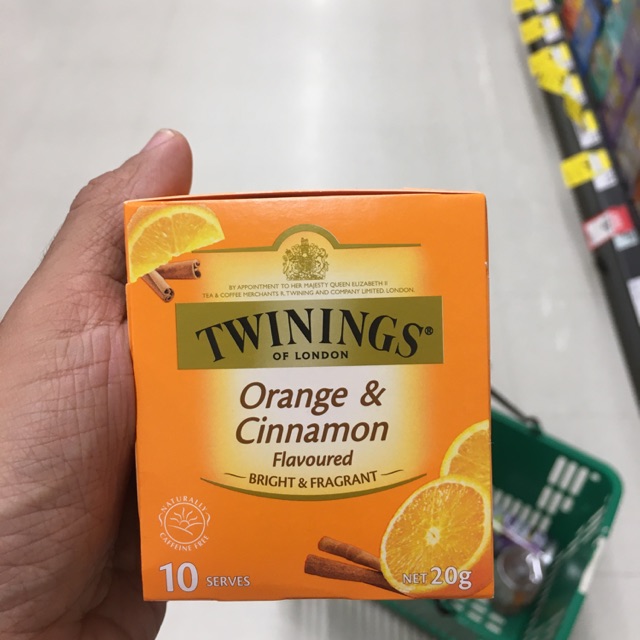 BY APPOINTMENT TO HER MAJESTY QUEEN ELIZABETH II
TEA & COFFEE MERCHANTS R. TWINING AND COMPANY LIMITED, LONDON.
TWININGS®
OF LONDON
Orange &
Cinnamon
Flavoured
BRIGHT & FRAGRANT
NATURALLY
CAFFEINE FREE
10 SERVES
NET 20g